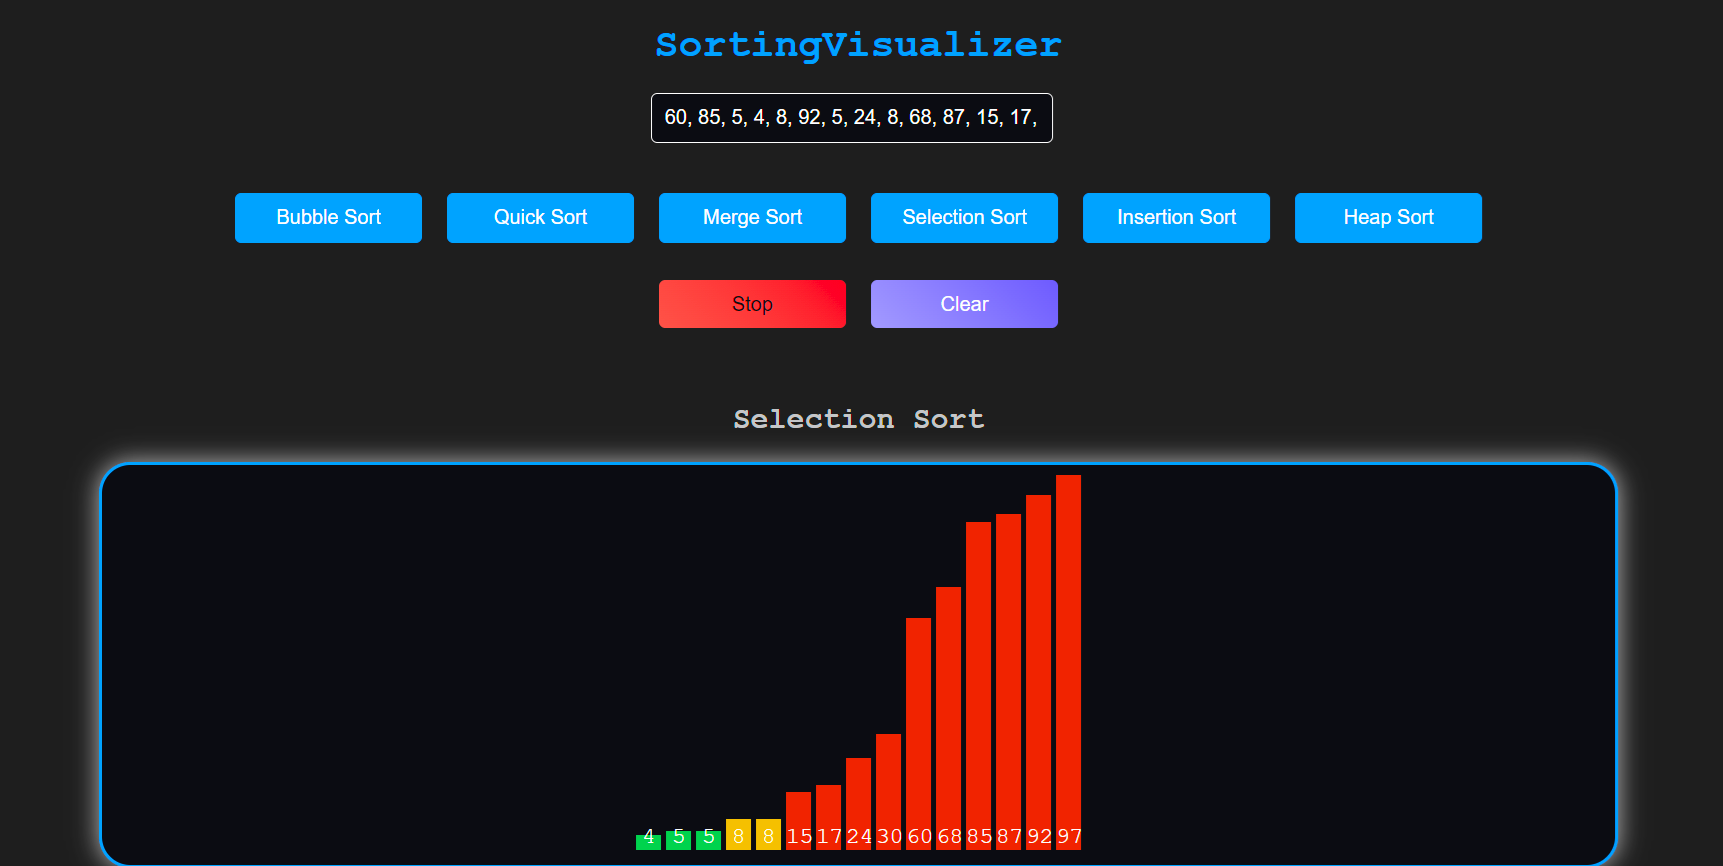 SortingVisualizer
60, 85, 5, 4, 8, 92, 5, 24, 8, 68, 87, 15, 17,
Bubble Sort Quick Sort Merge Sort Selection Sort Insertion Sort Heap Sort
Stop Clear
Selection Sort
4 5 5 8 8 15 17 24 30 60 68 85 87 92 97